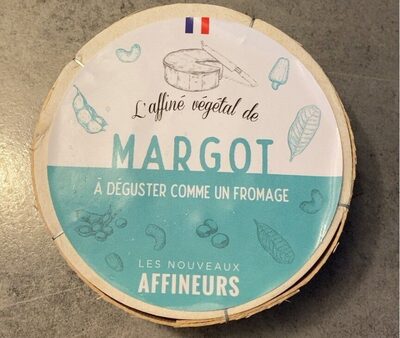 L'affiné végétal de
MARGOT
À DÉGUSTER COMME UN FROMAGE
LES NOUVEAUX
AFFINEURS